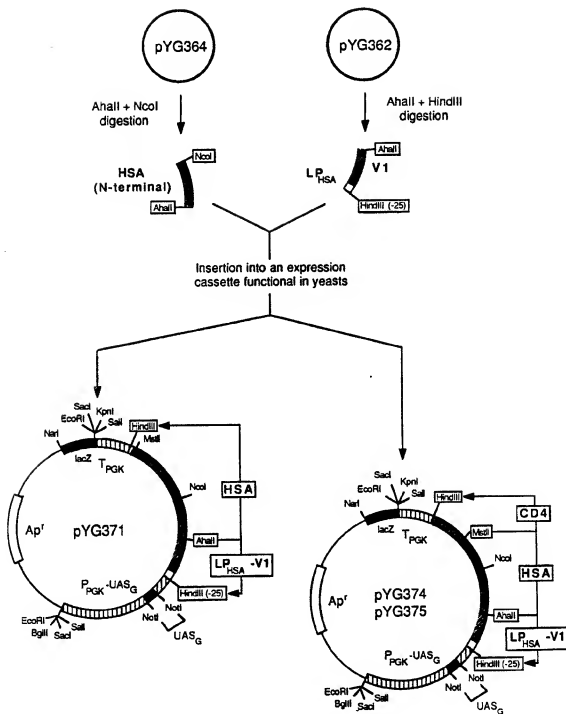 pYG364
pYG362
AhaII + NcoI
digestion
AhaII + HindIII
digestion
NcoI
HSA
(N-terminal)
AhaII
AhaII
V1
LPHSA
HindIII (-25)
Insertion into an expression
cassette functional in yeasts
SacI
KpnI
EcoRI
SalI
HindIII
MstII
NarI
lacZ
TPGK
NcoI
HSA
Apr
pYG371
AhaII
LPHSA-V1
PPGK-UASG
HindIII (-25)
NotI
NotI
UASG
EcoRI
BglII
SacI
SalI
SacI
KpnI
EcoRI
SalI
HindIII
NarI
lacZ
TPGK
CD4
MstII
NcoI
HSA
Apr
pYG374
pYG375
AhaII
LPHSA-V1
PPGK-UASG
HindIII (-25)
NotI
NotI
UASG
EcoRI
BglII
SacI
SalI